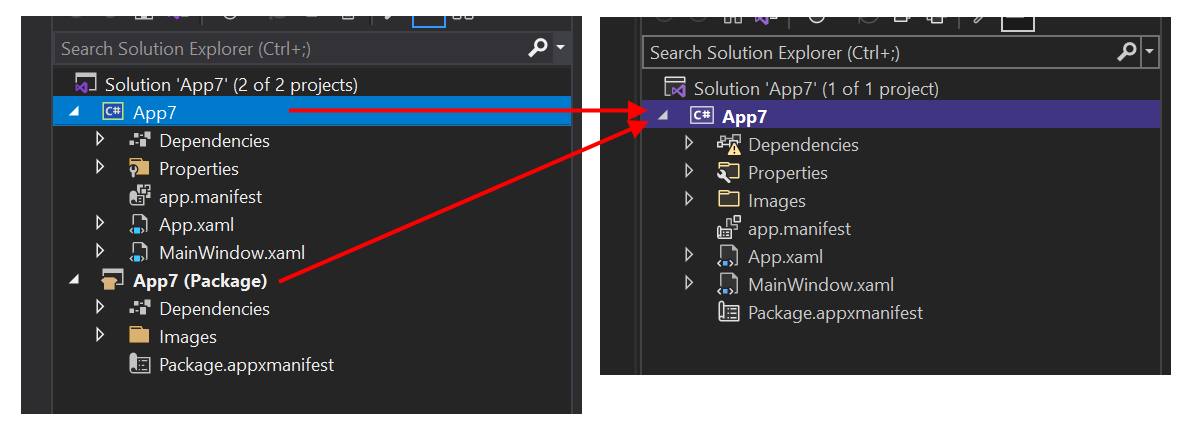 Search Solution Explorer (Ctrl+;)
Solution 'App7' (2 of 2 projects)
C# App7
Dependencies
Properties
app.manifest
App.xaml
MainWindow.xaml
App7 (Package)
Dependencies
Images
Package.appxmanifest
Search Solution Explorer (Ctrl+;)
Solution 'App7' (1 of 1 project)
C# App7
Dependencies
Properties
Images
app.manifest
App.xaml
MainWindow.xaml
Package.appxmanifest